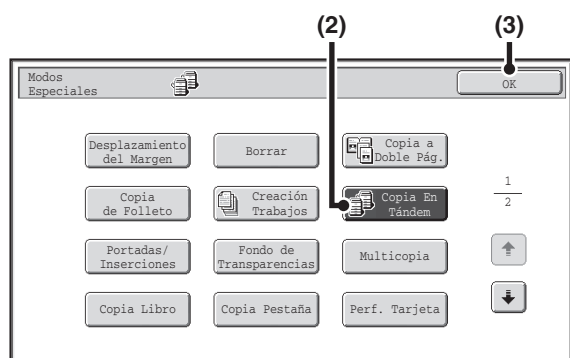 (2)
(3)
Modos
Especiales
OK
Desplazamiento
del Margen
Borrar
Copia a
Doble Pág.
Copia
de Folleto
Creación
Trabajos
Copia En
Tándem
1
2
Portadas/
Inserciones
Fondo de
Transparencias
Multicopia
Copia Libro
Copia Pestaña
Perf. Tarjeta